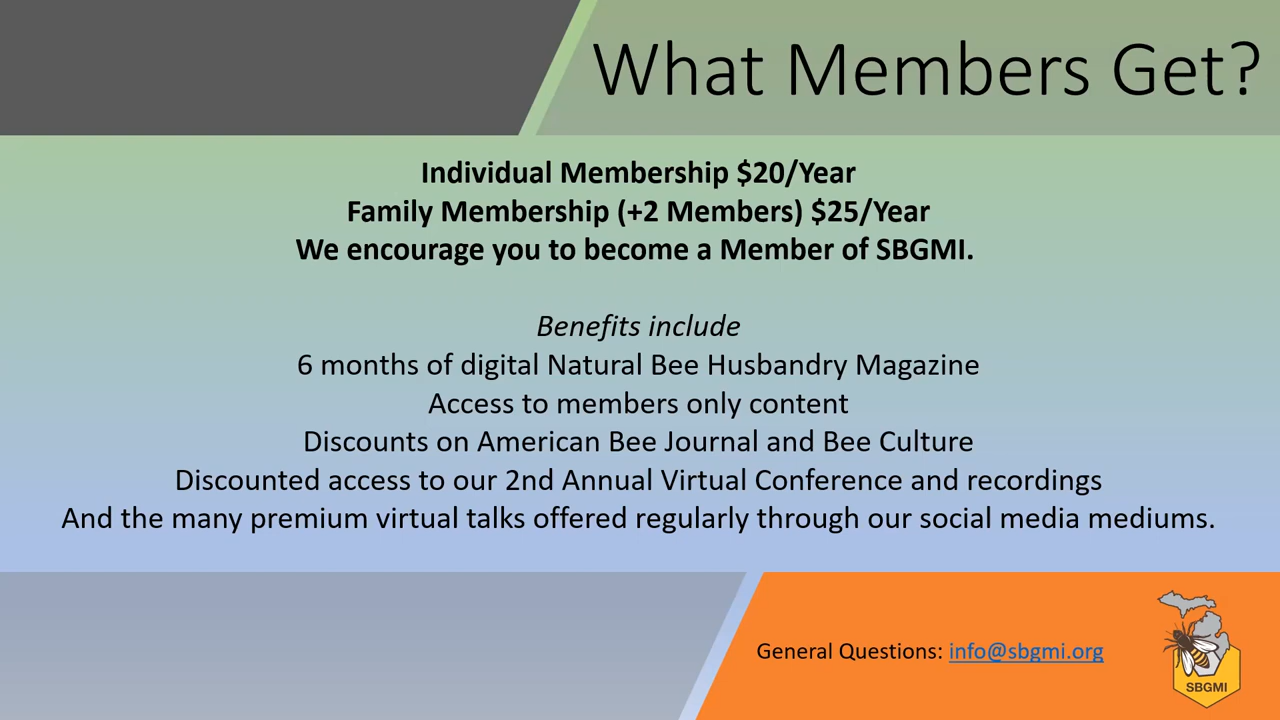 What Members Get?
Individual Membership $20/Year
Family Membership (+2 Members) $25/Year
We encourage you to become a Member of SBGMI.
Benefits include
6 months of digital Natural Bee Husbandry Magazine
Access to members only content
Discounts on American Bee Journal and Bee Culture
Discounted access to our 2nd Annual Virtual Conference and recordings
And the many premium virtual talks offered regularly through our social media mediums.
General Questions: info@sbgmi.org
SBGMI